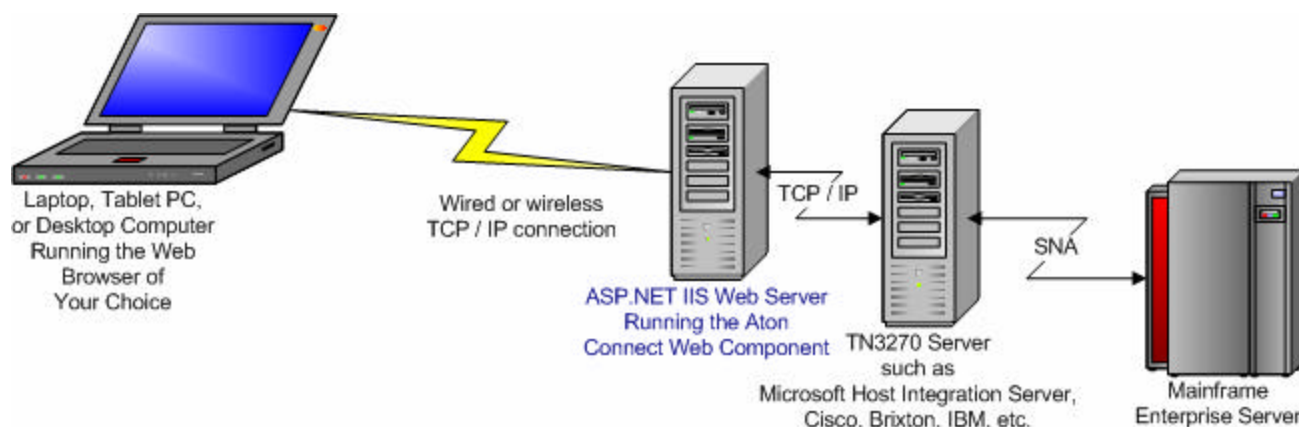 Laptop, Tablet PC,
or Desktop Computer
Running the Web
Browser of
Your Choice
Wired or wireless
TCP / IP connection
ASP.NET IIS Web Server
Running the Aton
Connect Web Component
TCP / IP
TN3270 Server
such as
Microsoft Host Integration Server,
Cisco, Brixton, IBM, etc.
SNA
Mainframe
Enterprise Server